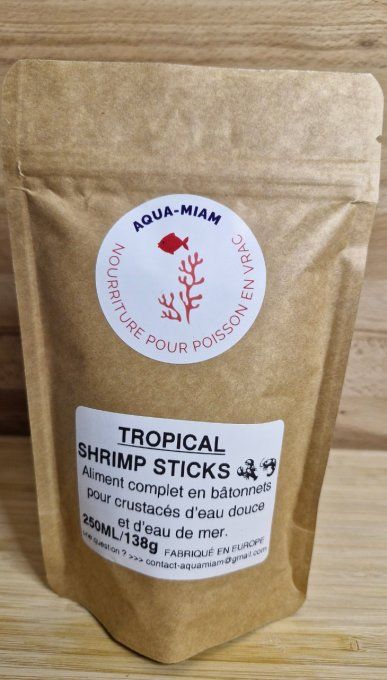 AQUA-MIAM
NOURRITURE POUR POISSON EN VRAC
TROPICAL
SHRIMP STICKS
Aliment complet en bâtonnets
pour crustacés d'eau douce
et d'eau de mer.
250ML/138g FABRIQUÉ EN EUROPE
Une question ? >>> contact-aquamiam@gmail.com